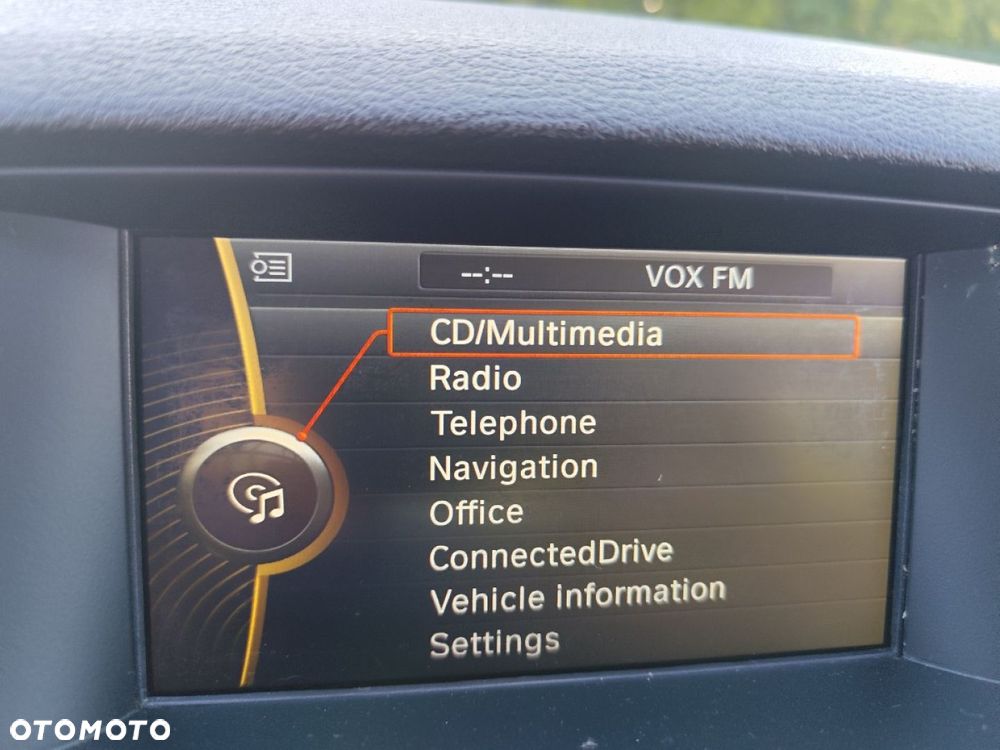 --:-- VOX FM
CD/Multimedia
Radio
Telephone
Navigation
Office
ConnectedDrive
Vehicle information
Settings
OTOMOTO